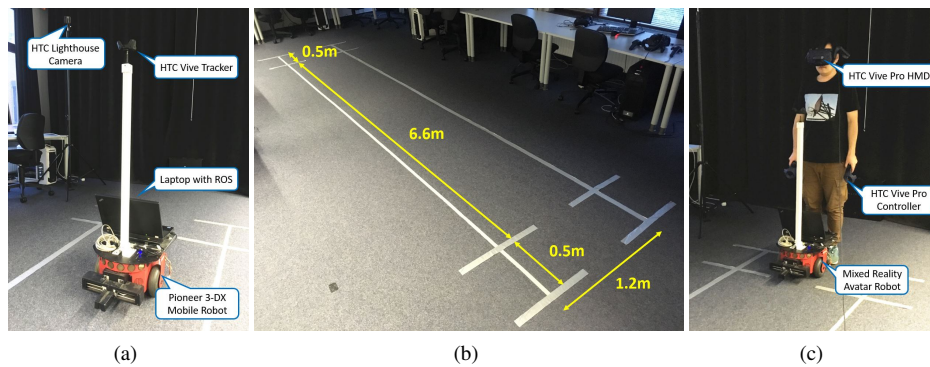 HTC Lighthouse
Camera
HTC Vive Tracker
Laptop with ROS
Pioneer 3-DX
Mobile Robot
0.5m
6.6m
0.5m
1.2m
HTC Vive Pro HMD
HTC Vive Pro
Controller
Mixed Reality
Avatar Robot
(a)
(b)
(c)